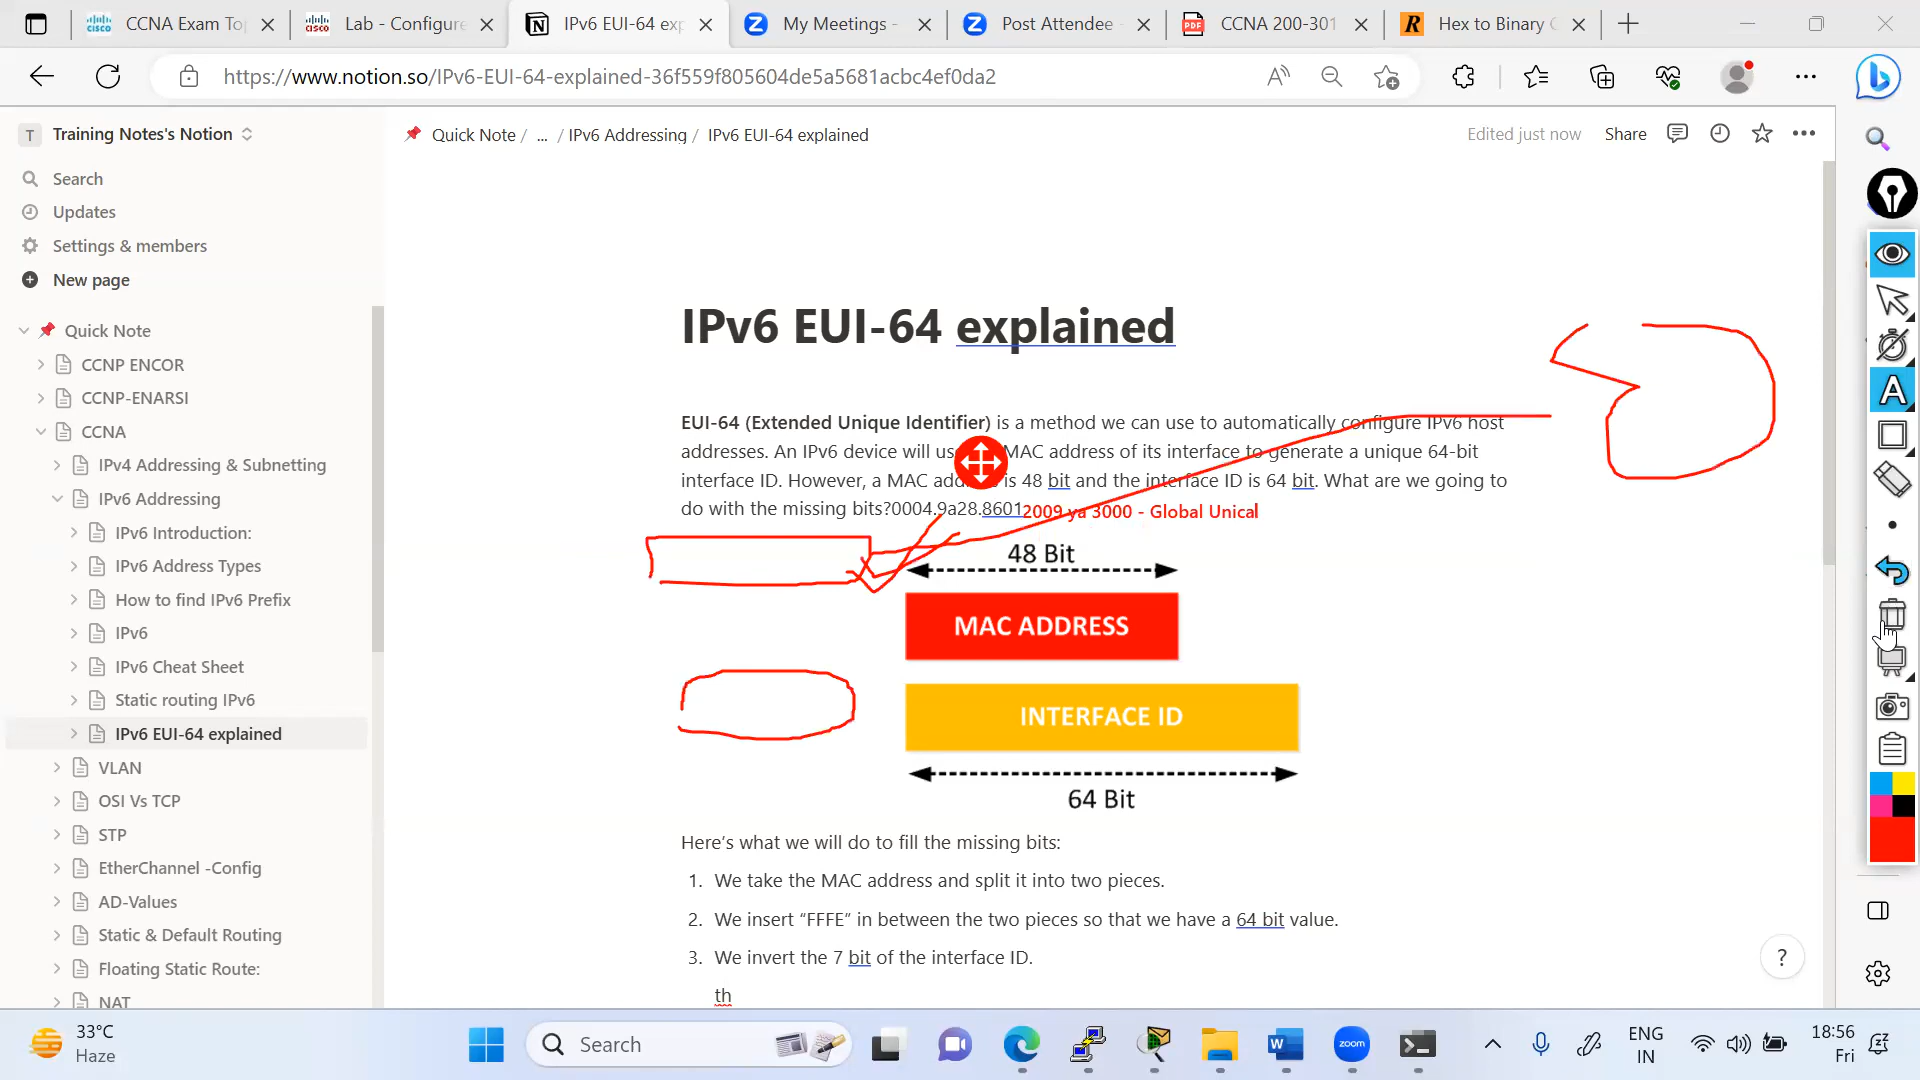 CCNA Exam To
Lab - Configure
IPv6 EUI-64 exp
My Meetings -
Post Attendee -
CCNA 200-301
Hex to Binary C
https://www.notion.so/IPv6-EUI-64-explained-36f559f805604de5a5681acbc4ef0da2
T Training Notes's Notion
Quick Note / ... / IPv6 Addressing / IPv6 EUI-64 explained
Edited just now Share
Search
Updates
Settings & members
New page
Quick Note
CCNP ENCOR
CCNP-ENARSI
CCNA
IPv4 Addressing & Subnetting
IPv6 Addressing
IPv6 Introduction:
IPv6 Address Types
How to find IPv6 Prefix
IPv6
IPv6 Cheat Sheet
Static routing IPv6
IPv6 EUI-64 explained
VLAN
OSI Vs TCP
STP
EtherChannel -Config
AD-Values
Static & Default Routing
Floating Static Route:
NAT
IPv6 EUI-64 explained
EUI-64 (Extended Unique Identifier) is a method we can use to automatically configure IPv6 host
addresses. An IPv6 device will us MAC address of its interface to generate a unique 64-bit
interface ID. However, a MAC add is 48 bit and the interface ID is 64 bit. What are we going to
do with the missing bits?0004.9a28.8601 2009 ya 3000 - Global Unical
48 Bit
MAC ADDRESS
INTERFACE ID
64 Bit
Here's what we will do to fill the missing bits:
1. We take the MAC address and split it into two pieces.
2. We insert “FFFE” in between the two pieces so that we have a 64 bit value.
3. We invert the 7 bit of the interface ID.
th
?
A
33°C
Haze
Search
zoom
ENG
IN
18:56
Fri